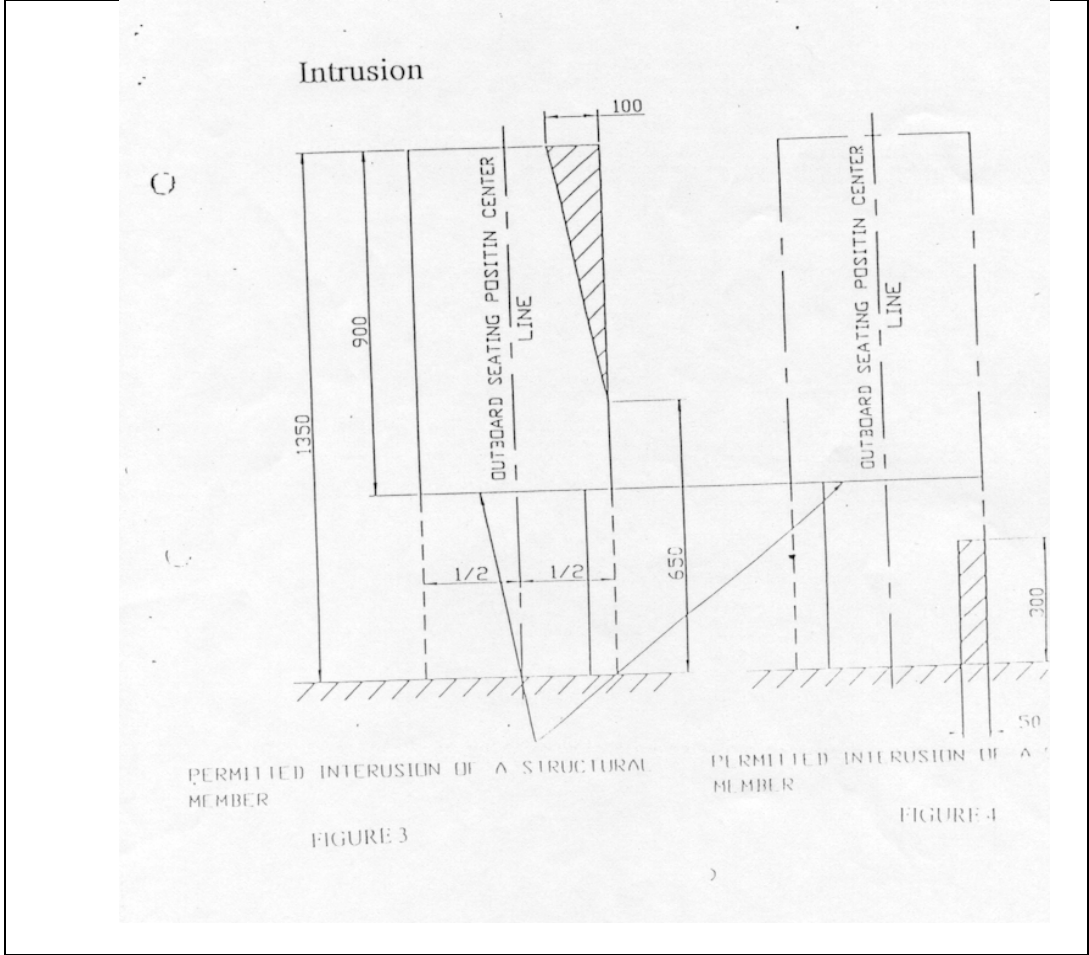 Intrusion
100
OUTBOARD SEATING POSITIN CENTER
LINE
900
1350
650
1/2
1/2
OUTBOARD SEATING POSITIN CENTER
LINE
300
50
PERMITTED INTERUSION OF A STRUCTURAL
MEMBER
FIGURE 3
PERMITTED INTERUSION OF A
MEMBER
FIGURE 4